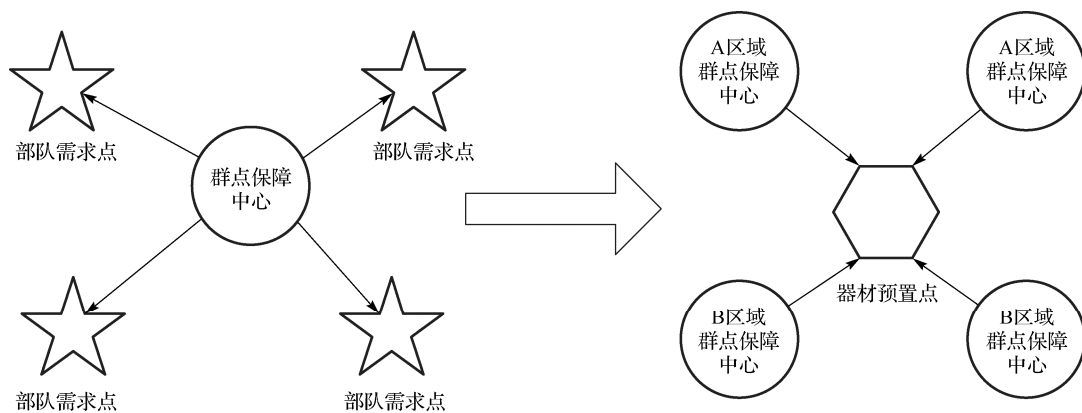 部队需求点
部队需求点
群点保障
中心
部队需求点
部队需求点
A区域
群点保障
中心
A区域
群点保障
中心
器材预置点
B区域
群点保障
中心
B区域
群点保障
中心